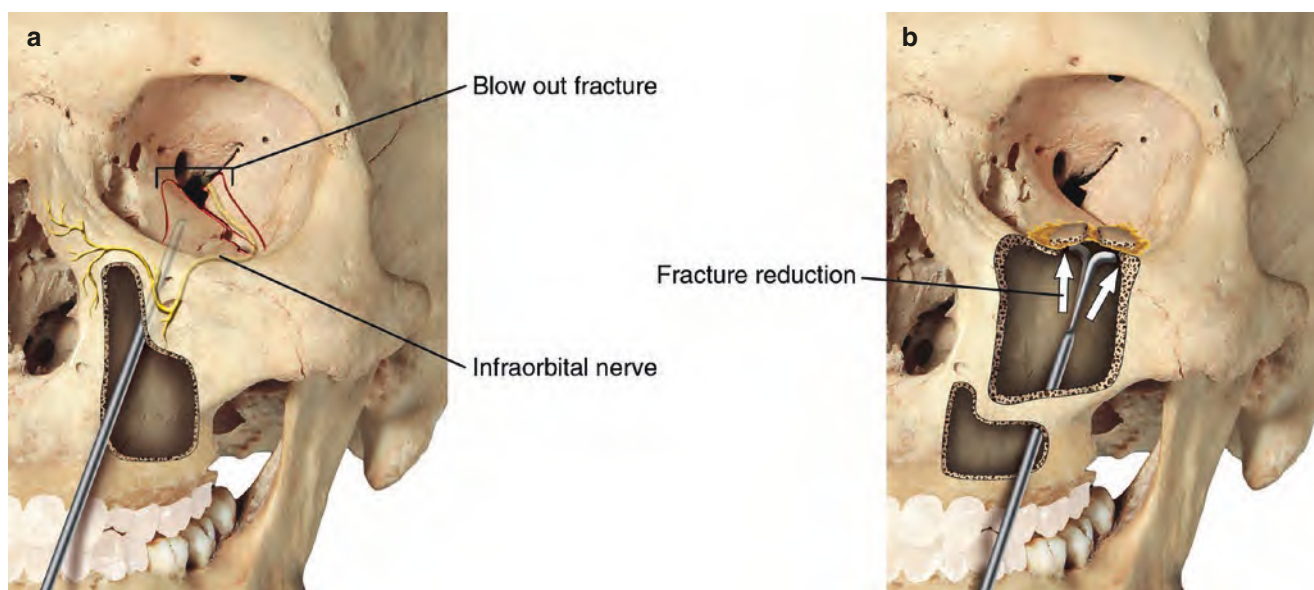 a
Blow out fracture
Infraorbital nerve
b
Fracture reduction